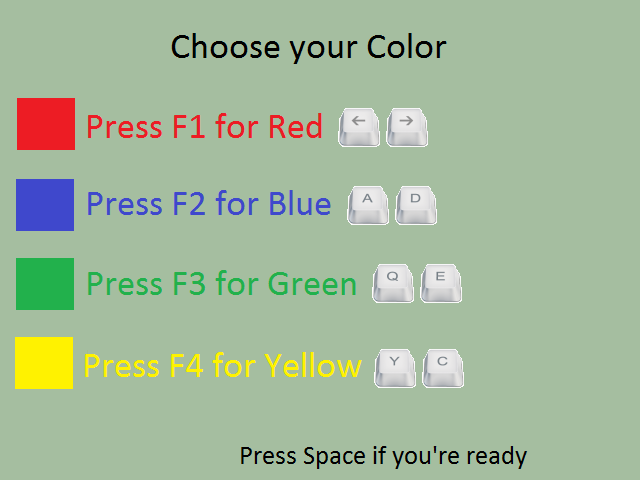 Choose your Color
Press F1 for Red ← →
Press F2 for Blue A D
Press F3 for Green Q E
Press F4 for Yellow Y C
Press Space if you're ready